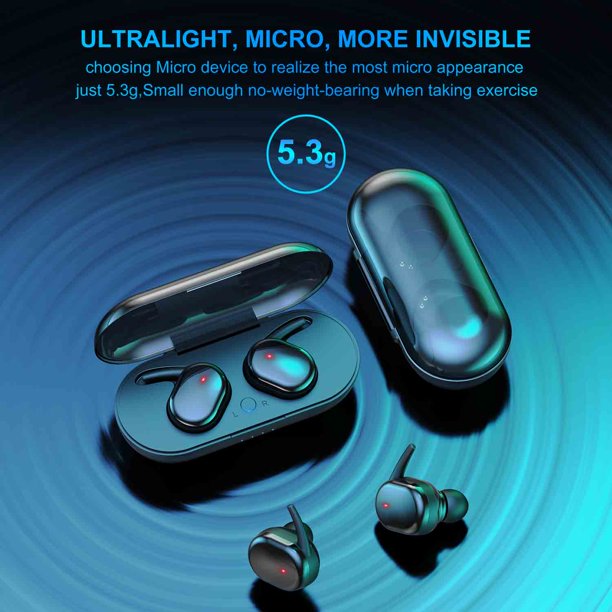 ULTRALIGHT, MICRO, MORE INVISIBLE
choosing Micro device to realize the most micro appearance
just 5.3g,Small enough no-weight-bearing when taking exercise
5.3g
L R